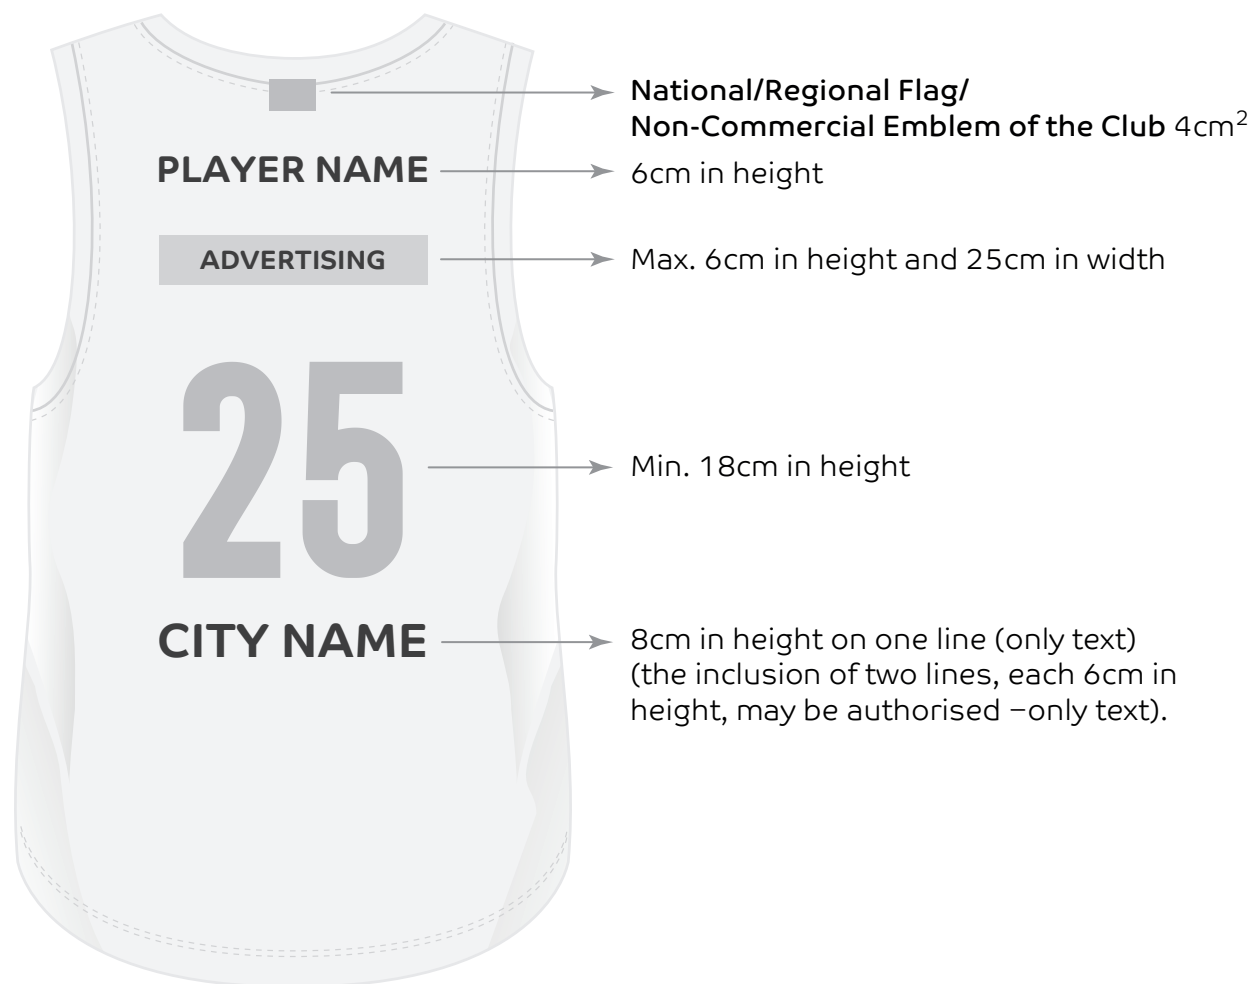 National/Regional Flag/
Non-Commercial Emblem of the Club 4cm²
PLAYER NAME
6cm in height
ADVERTISING
Max. 6cm in height and 25cm in width
25
Min. 18cm in height
CITY NAME
8cm in height on one line (only text)
(the inclusion of two lines, each 6cm in
height, may be authorised –only text).